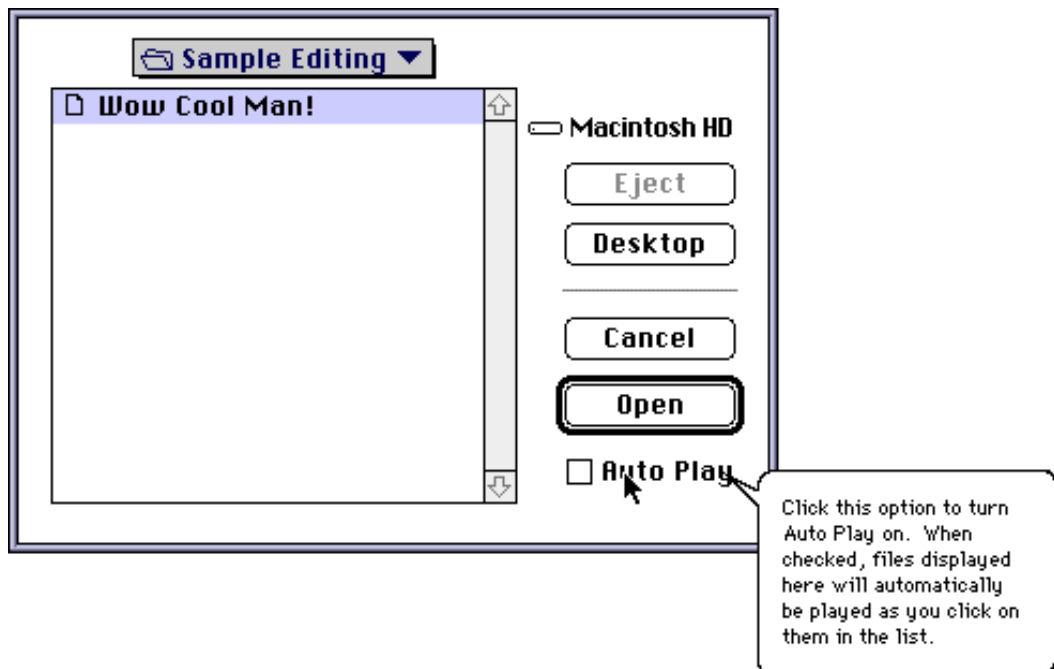 Sample Editing
Wow Cool Man!
Macintosh HD
Eject
Desktop
Cancel
Open
Auto Play
Click this option to turn
Auto Play on. When
checked, files displayed
here will automatically
be played as you click on
them in the list.